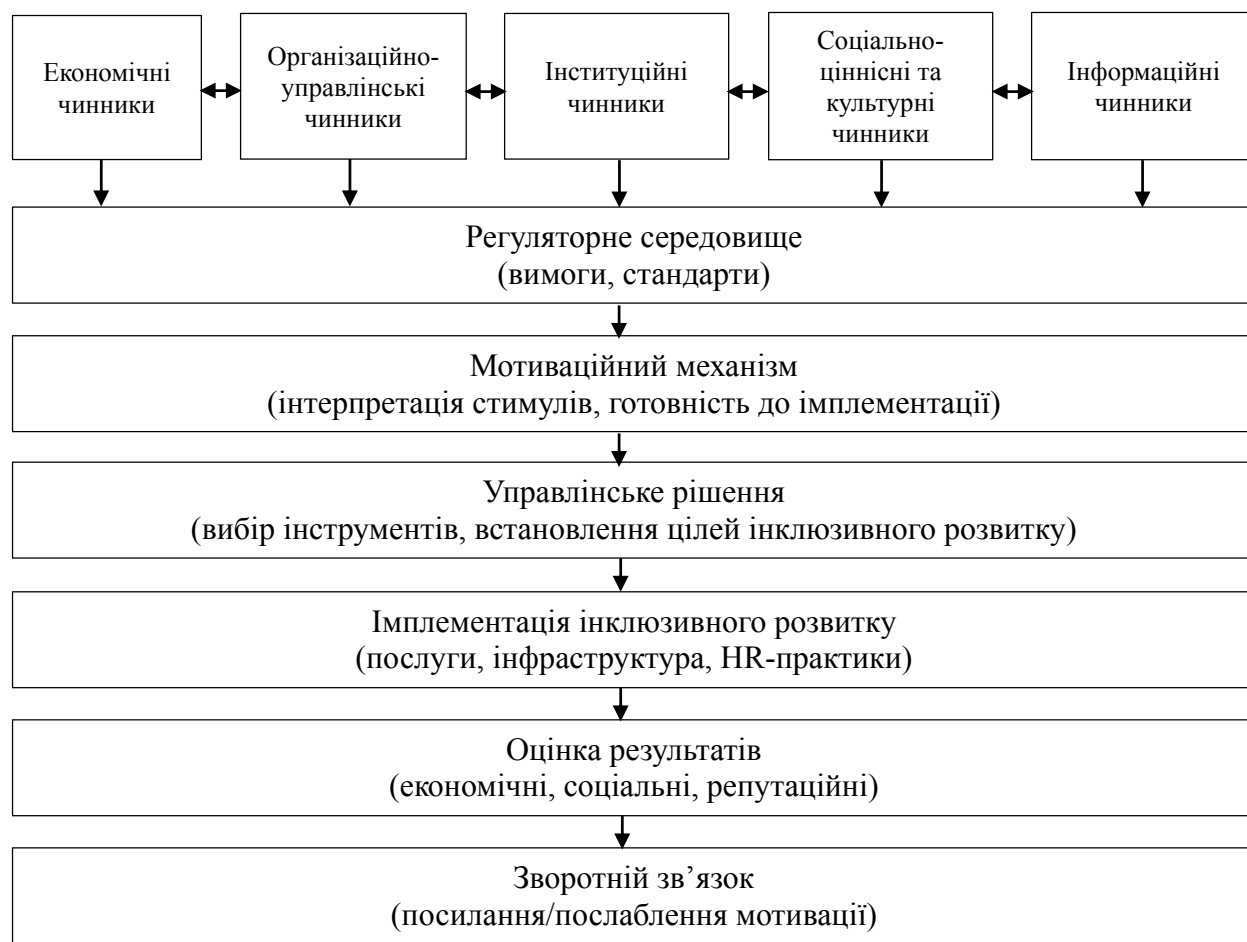 Економічні
чинники
Організаційно-
управлінські
чинники
Інституційні
чинники
Соціально-
ціннісні та
культурні
чинники
Інформаційні
чинники
Регуляторне середовище
(вимоги, стандарти)
Мотиваційний механізм
(інтерпретація стимулів, готовність до імплементації)
Управлінське рішення
(вибір інструментів, встановлення цілей інклюзивного розвитку)
Імплементація інклюзивного розвитку
(послуги, інфраструктура, HR-практики)
Оцінка результатів
(економічні, соціальні, репутаційні)
Зворотній зв’язок
(посилання/послаблення мотивації)